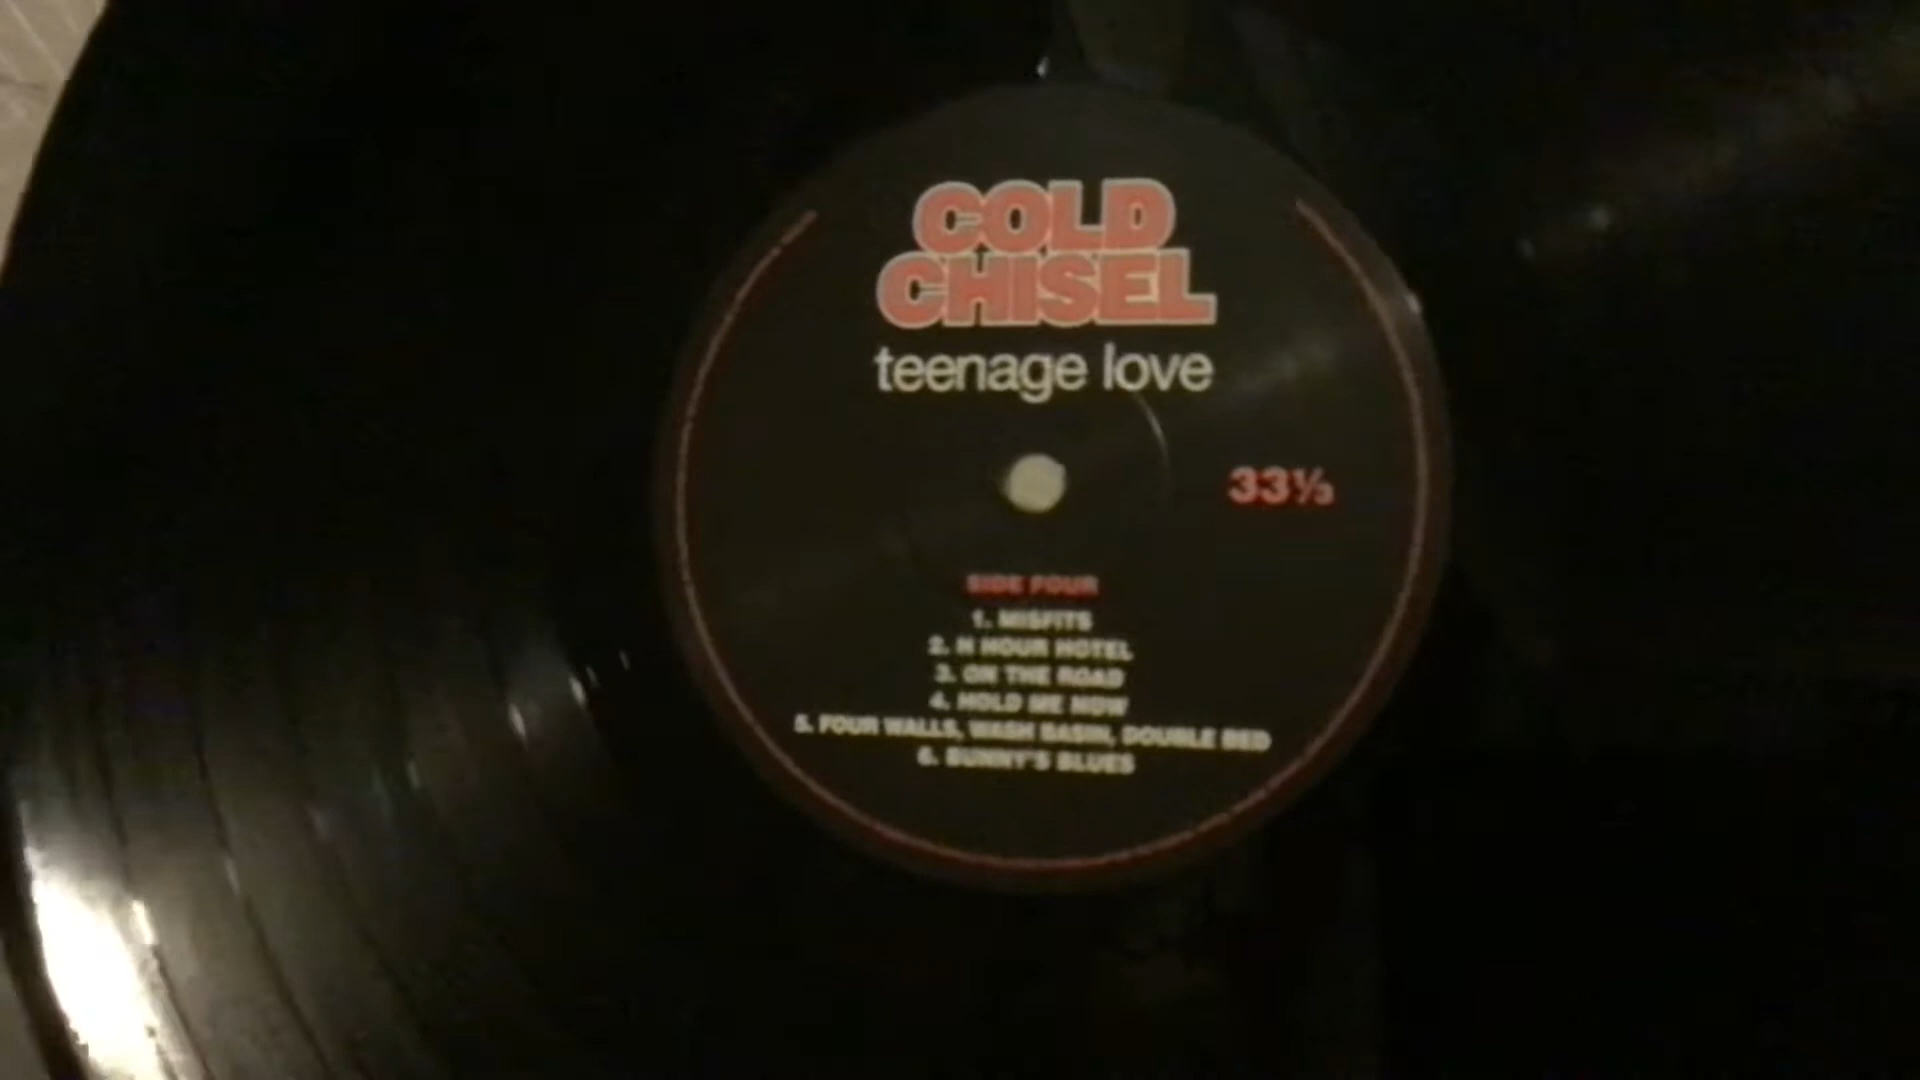 COLD
CHISEL
teenage love
33⅓
SIDE FOUR
1. MISFITS
2. H HOUR HOTEL
3. ON THE ROAD
4. HOLD ME NOW
5. FOUR WALLS, WASH BASIN, DOUBLE BED
6. BUNNY'S BLUES